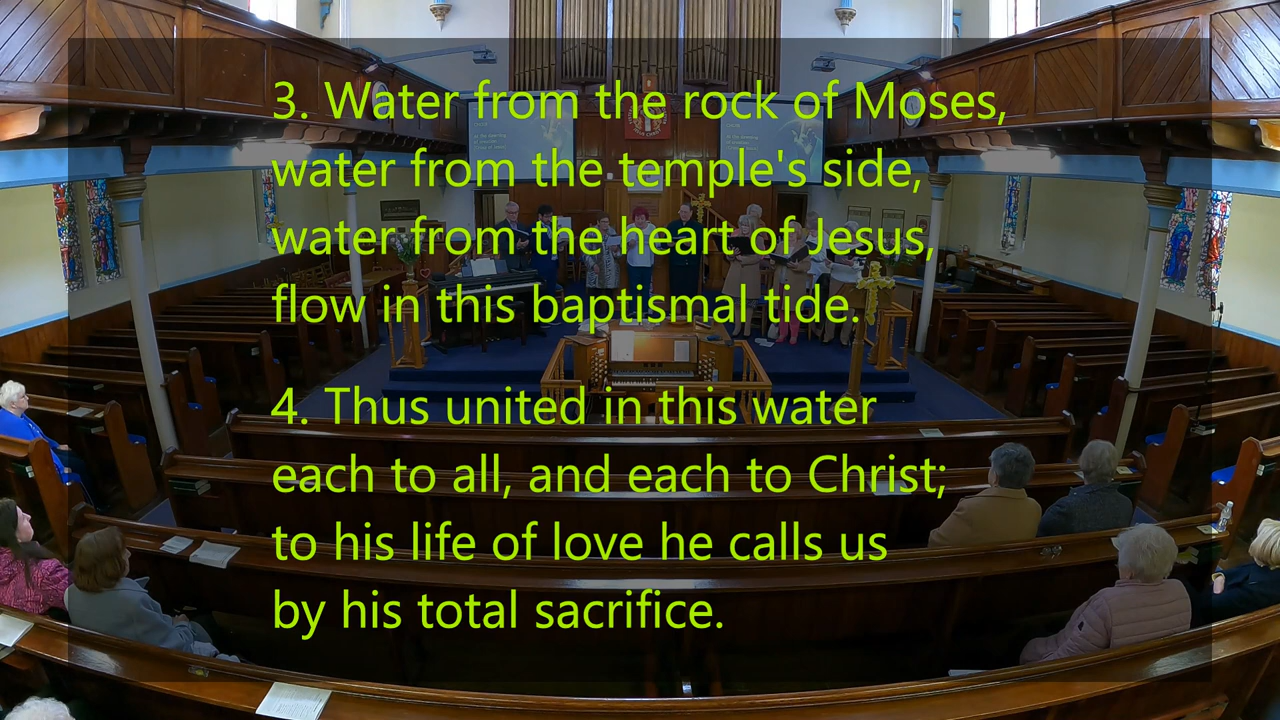 3. Water from the rock of Moses,
water from the temple's side,
water from the heart of Jesus,
flow in this baptismal tide.
4. Thus united in this water
each to all, and each to Christ;
to his life of love he calls us
by his total sacrifice.